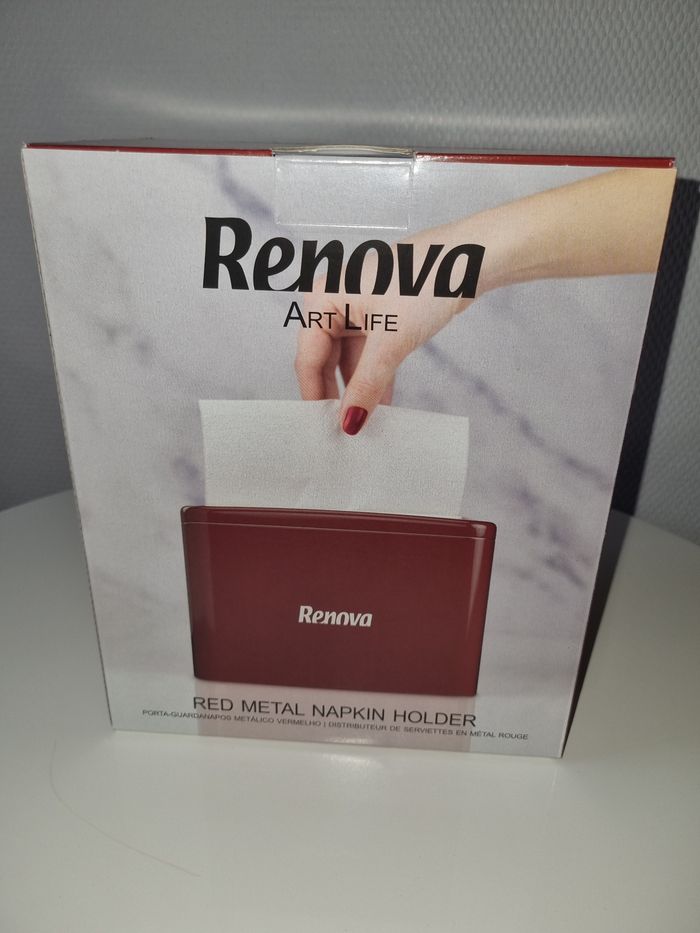 Renova
ART LIFE
Renova
RED METAL NAPKIN HOLDER
PORTA-GUARDANAPOS METÁLICO VERMELHO | DISTRIBUTEUR DE SERVIETTES EN MÉTAL ROUGE